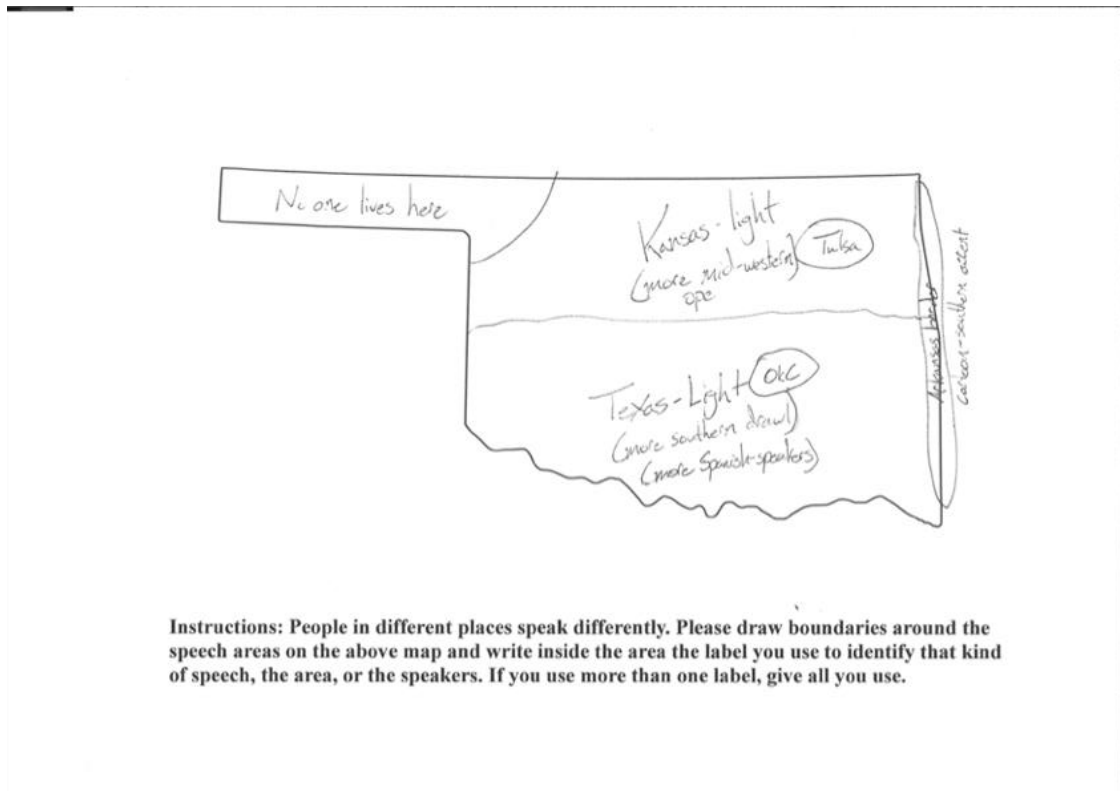 No one lives here
Kansas-light
(more mid-western)
Tulsa
Texas-Light
OKC
(more southern drawl)
(more Spanish-speakers)
Arkansas border
southern accent
Instructions: People in different places speak differently. Please draw boundaries around the
speech areas on the above map and write inside the area the label you use to identify that kind
of speech, the area, or the speakers. If you use more than one label, give all you use.